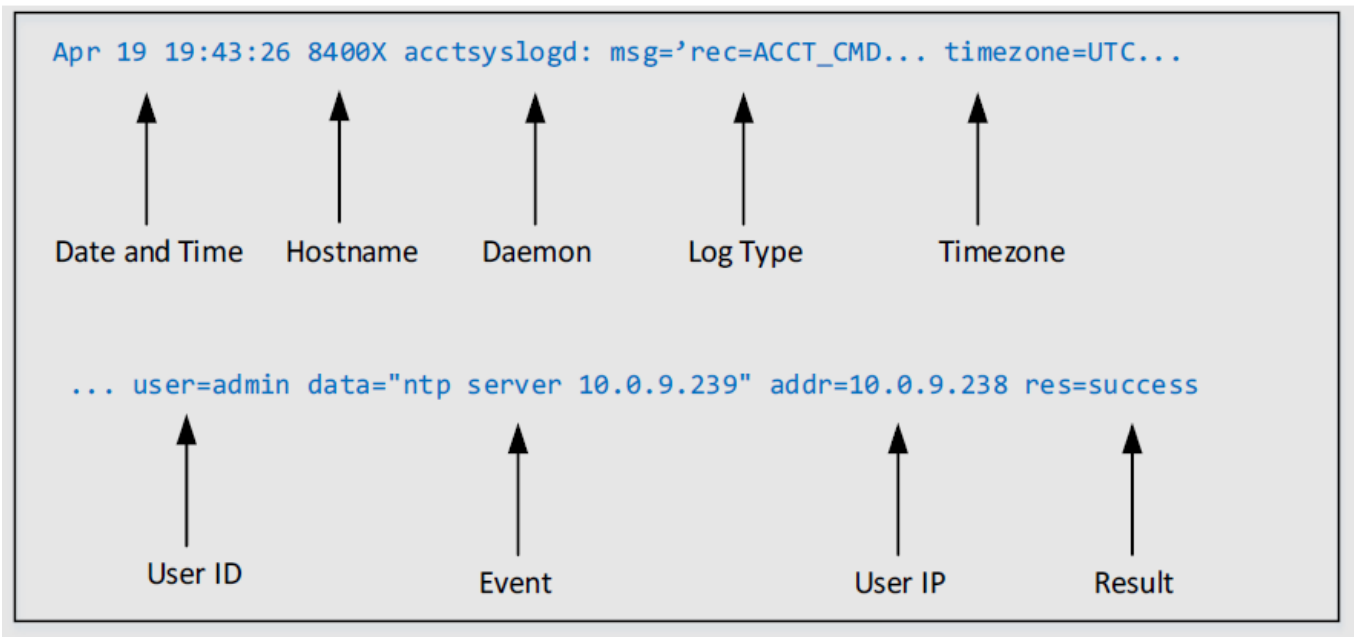 Apr 19 19:43:26 8400X acctsyslogd: msg=’rec=ACCT_CMD... timezone=UTC...
Date and Time Hostname Daemon Log Type Timezone
... user=admin data="ntp server 10.0.9.239" addr=10.0.9.238 res=success
User ID Event User IP Result